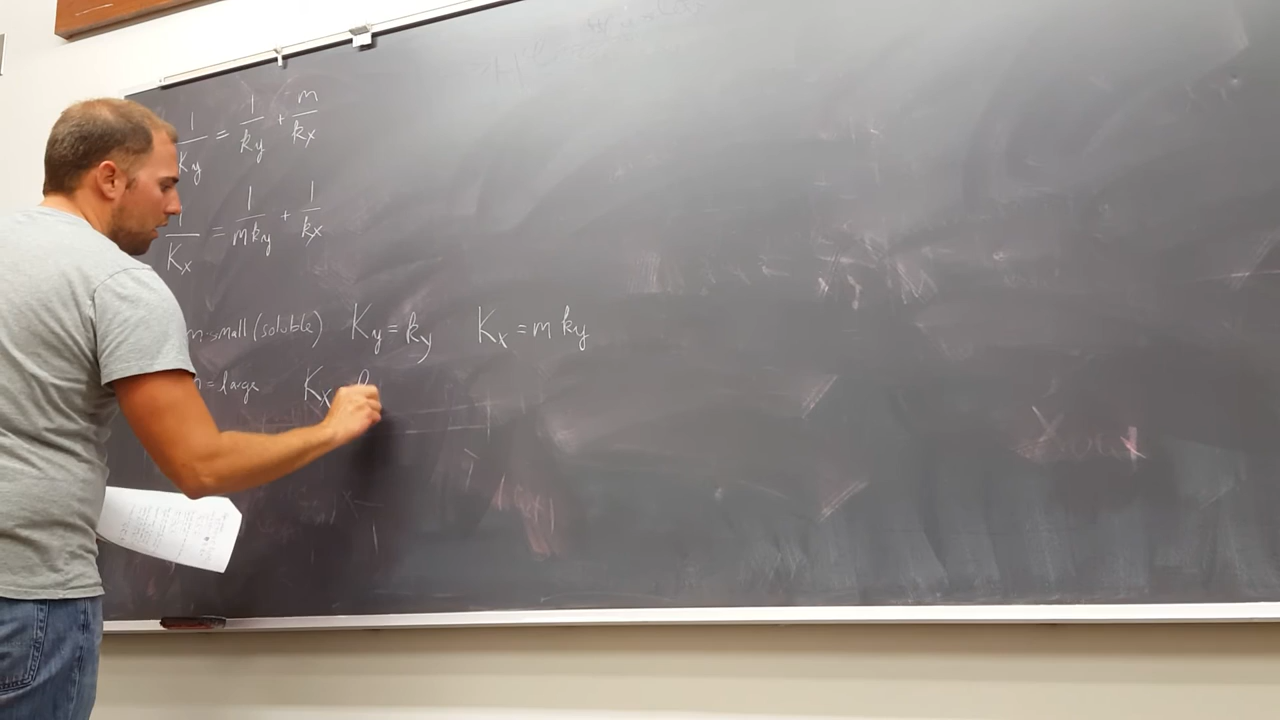 1/Ky = 1/ky + m/kx
1/Kx = 1/mky + 1/kx
m small (soluble) Ky = ky Kx = m ky
= large Kx